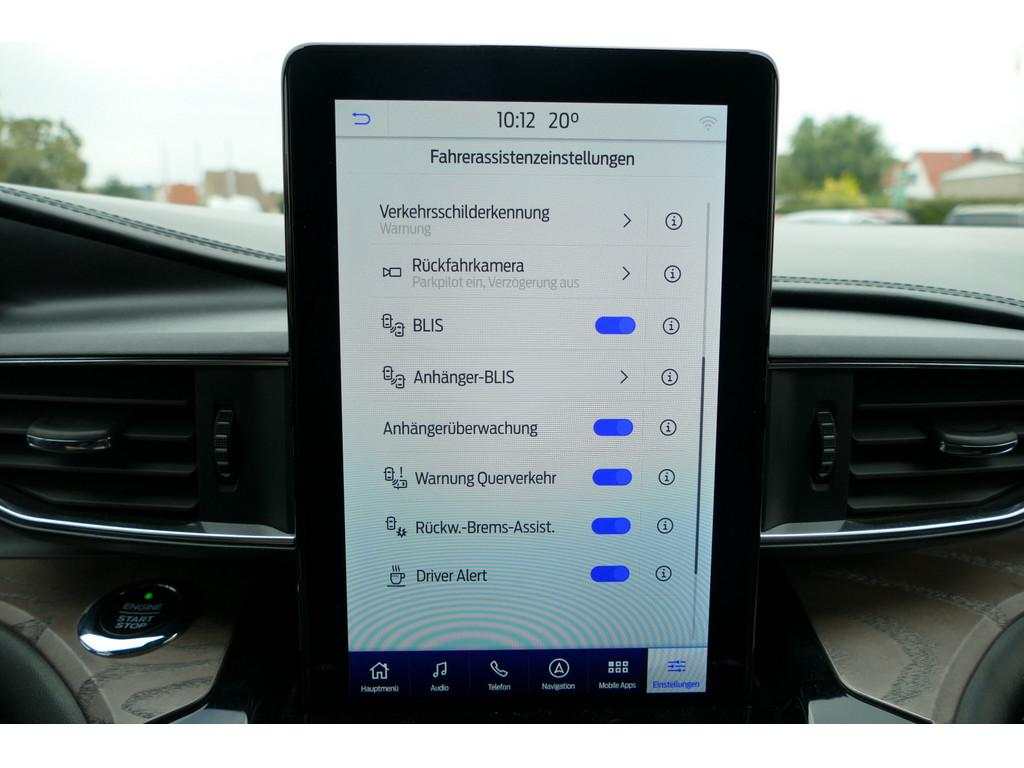 10:12 20°
Fahrerassistenzeinstellungen
Verkehrsschilderkennung
Warnung
Rückfahrkamera
Parkpilot ein, Verzögerung aus
BLIS
Anhänger-BLIS
Anhängerüberwachung
Warnung Querverkehr
Rückw.-Brems-Assist.
Driver Alert
ENGINE
START
STOP
Hauptmenü Audio Telefon Navigation Mobile Apps Einstellungen